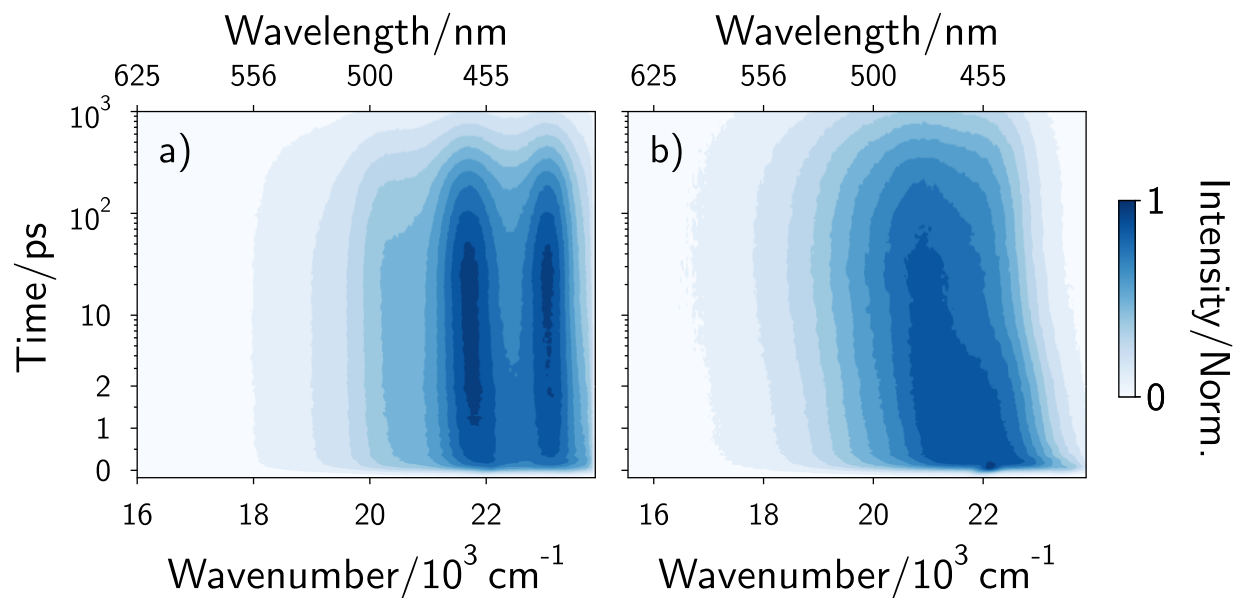 Wavelength/nm Wavelength/nm
625 556 500 455 625 556 500 455
a) b)
10³
10²
10
2
1
0
Time/ps
16 18 20 22 16 18 20 22
Wavenumber/10³ cm⁻¹ Wavenumber/10³ cm⁻¹
1
0
Intensity/Norm.